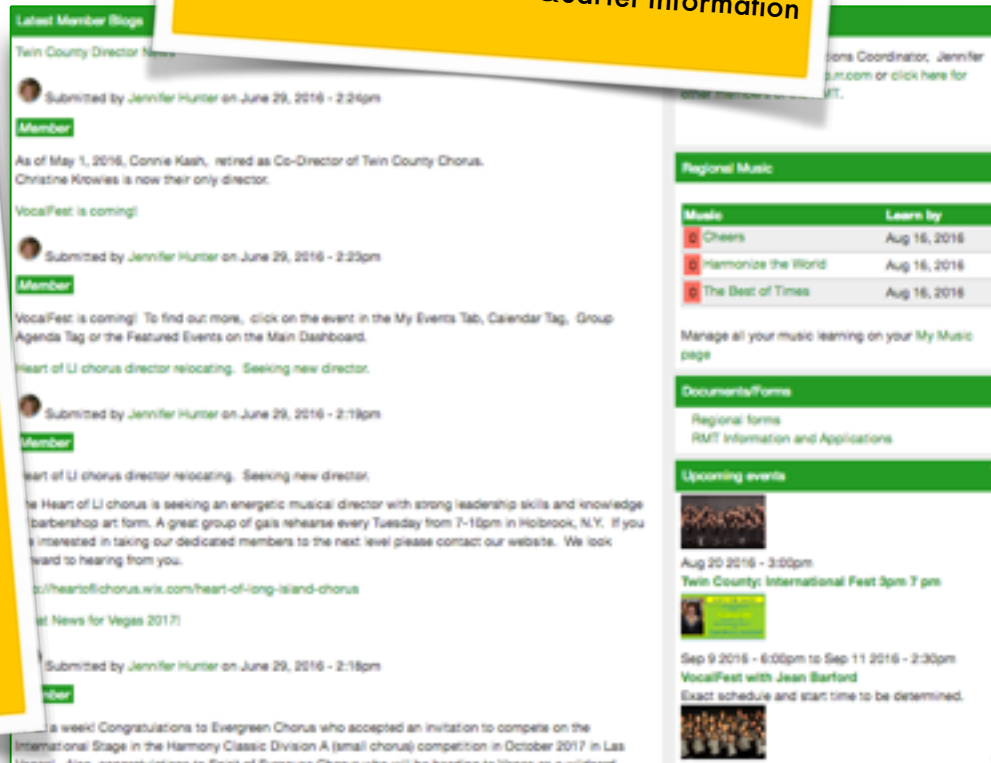 &Quartet Information
Latest Member Blogs
Twin County Director News
Submitted by Jennifer Hunter on June 29, 2016 - 2:24pm
Member
As of May 1, 2016, Connie Kash, retired as Co-Director of Twin County Chorus.
Christine Knowles is now their only director.
VocalFest is coming!
Submitted by Jennifer Hunter on June 29, 2016 - 2:23pm
Member
VocalFest is coming! To find out more, click on the event in the My Events Tab, Calendar Tag, Group
Agenda Tag or the Featured Events on the Main Dashboard.
Heart of LI chorus director relocating. Seeking new director.
Submitted by Jennifer Hunter on June 29, 2016 - 2:19pm
Member
Heart of LI chorus director relocating. Seeking new director.
The Heart of LI chorus is seeking an energetic musical director with strong leadership skills and knowledge
barbershop art form. A great group of gals rehearse every Tuesday from 7-10pm in Holbrook, N.Y. If you
interested in taking our dedicated members to the next level please contact our website. We look
forward to hearing from you.
://heartoflichorus.wix.com/heart-of-long-island-chorus
News for Vegas 2017!
Submitted by Jennifer Hunter on June 29, 2016 - 2:18pm
Member
a week! Congratulations to Evergreen Chorus who accepted an invitation to compete on the
International Stage in the Harmony Classic Division A (small chorus) competition in October 2017 in Las
ions Coordinator, Jennifer
.com or click here for
other members of the RMT.
Regional Music
Music Learn by
0 Cheers Aug 16, 2016
0 Harmonize the World Aug 16, 2016
0 The Best of Times Aug 16, 2016
Manage all your music learning on your My Music
page
Documents/Forms
Regional forms
RMT Information and Applications
Upcoming events
Aug 20 2016 - 3:00pm
Twin County: International Fest 3pm 7 pm
Sep 9 2016 - 6:00pm to Sep 11 2016 - 2:30pm
VocalFest with Jean Barford
Exact schedule and start time to be determined.